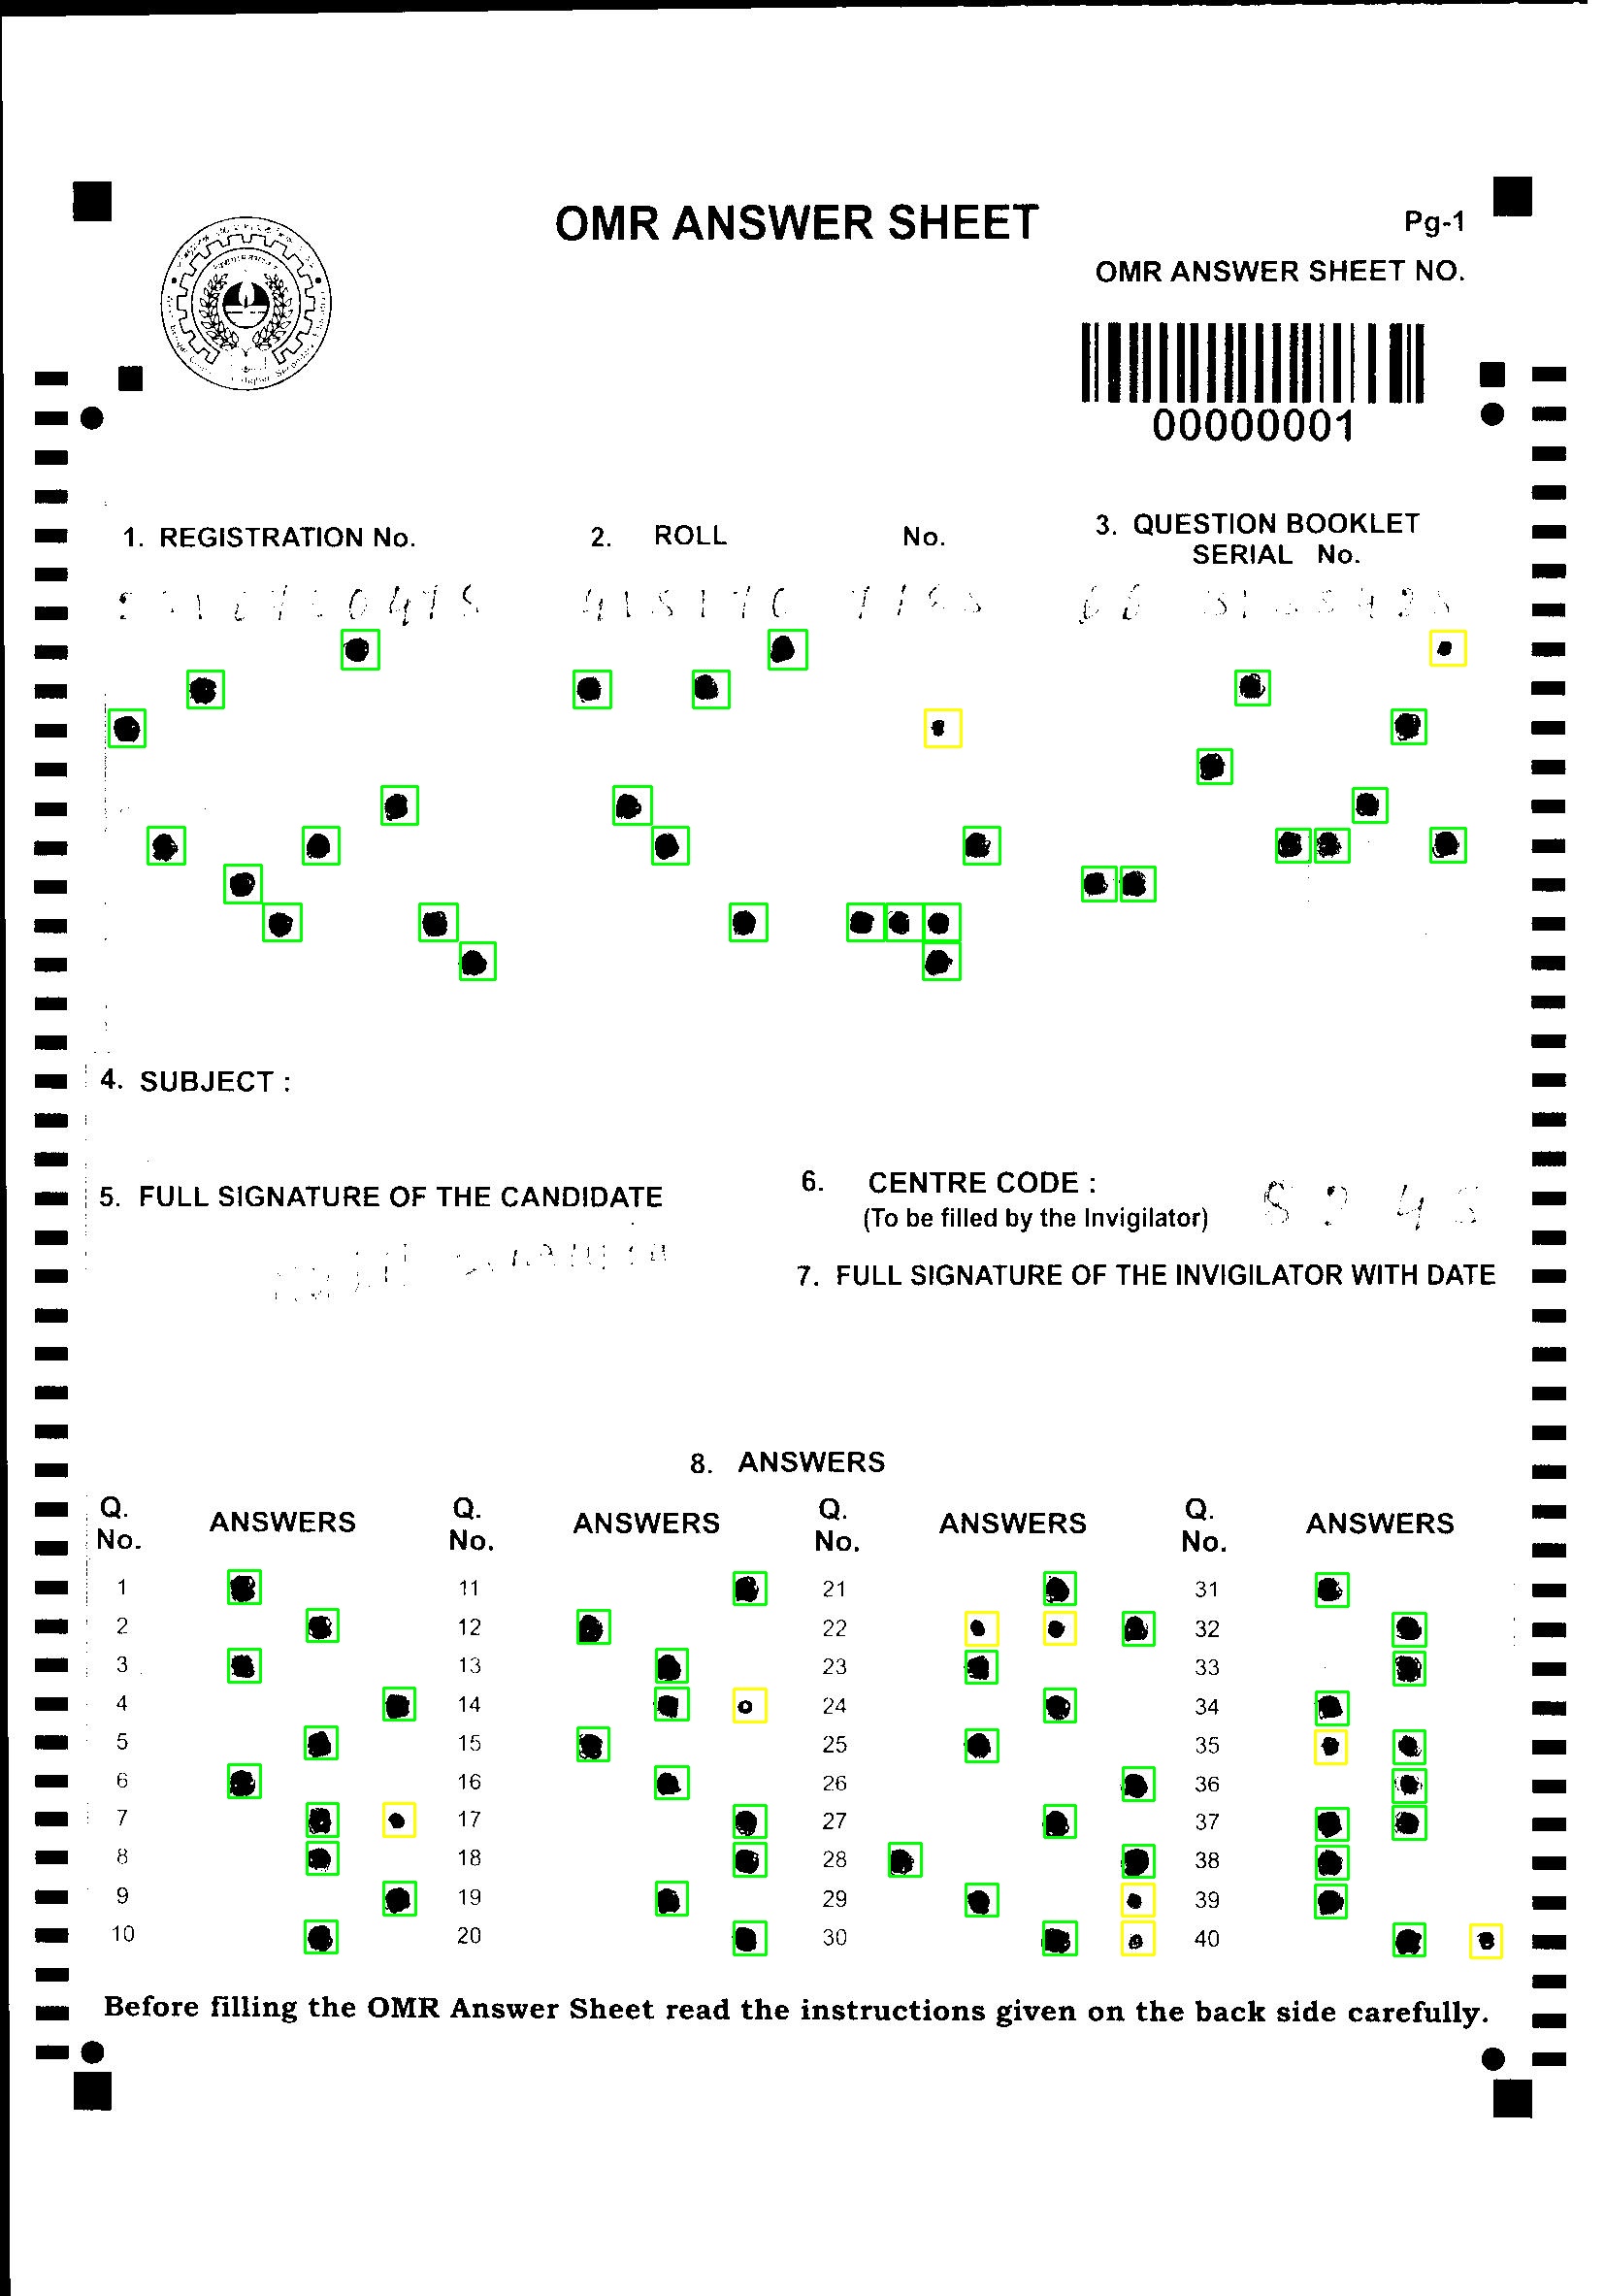 OMR ANSWER SHEET
Pg-1
OMR ANSWER SHEET NO.
00000001
1. REGISTRATION No.
2. ROLL No.
3. QUESTION BOOKLET
SERIAL No.
4. SUBJECT :
5. FULL SIGNATURE OF THE CANDIDATE
6. CENTRE CODE :
(To be filled by the Invigilator)
7. FULL SIGNATURE OF THE INVIGILATOR WITH DATE
8. ANSWERS
Q. Q. Q. Q.
No. ANSWERS No. ANSWERS No. ANSWERS No. ANSWERS
1 11 21 31
2 12 22 32
3 13 23 33
4 14 24 34
5 15 25 35
6 16 26 36
7 17 27 37
8 18 28 38
9 19 29 39
10 20 30 40
Before filling the OMR Answer Sheet read the instructions given on the back side carefully.